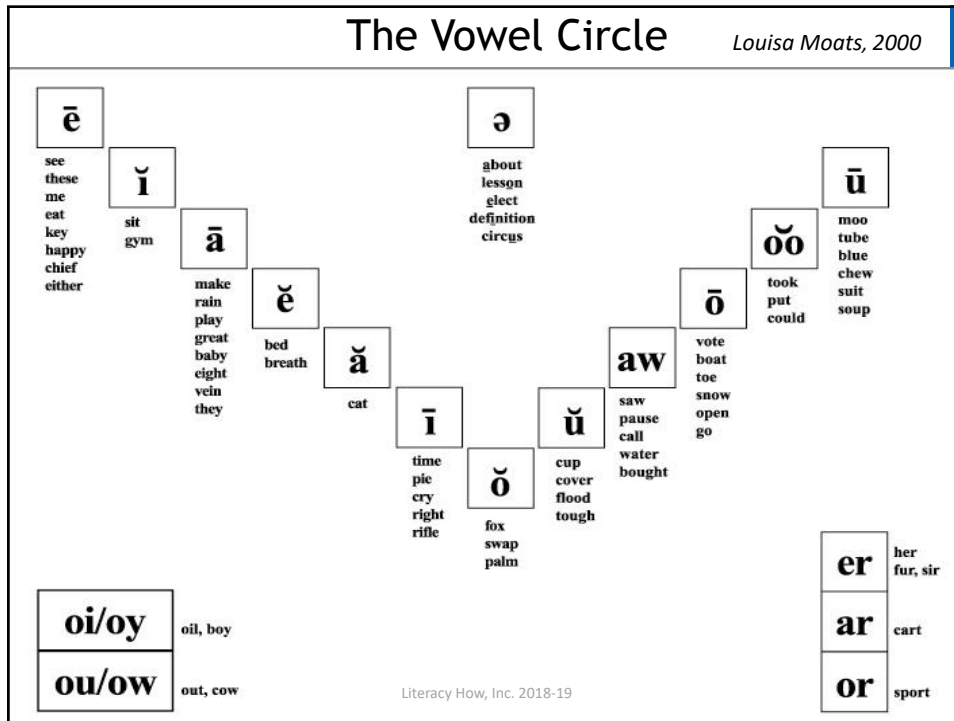 The Vowel Circle
Louisa Moats, 2000
ē
see
these
me
eat
key
happy
chief
either
ĭ
sit
gym
ā
make
rain
play
great
baby
eight
vein
they
ĕ
bed
breath
ă
cat
ī
time
pie
cry
right
rifle
ŏ
fox
swap
palm
ŭ
cup
cover
flood
tough
aw
saw
pause
call
water
bought
ō
vote
boat
toe
snow
open
go
o͝o
took
put
could
ū
moo
tube
blue
chew
suit
soup
ə
about
lesson
elect
definition
circus
oi/oy
oil, boy
ou/ow
out, cow
er
her
fur, sir
ar
cart
or
sport
Literacy How, Inc. 2018-19